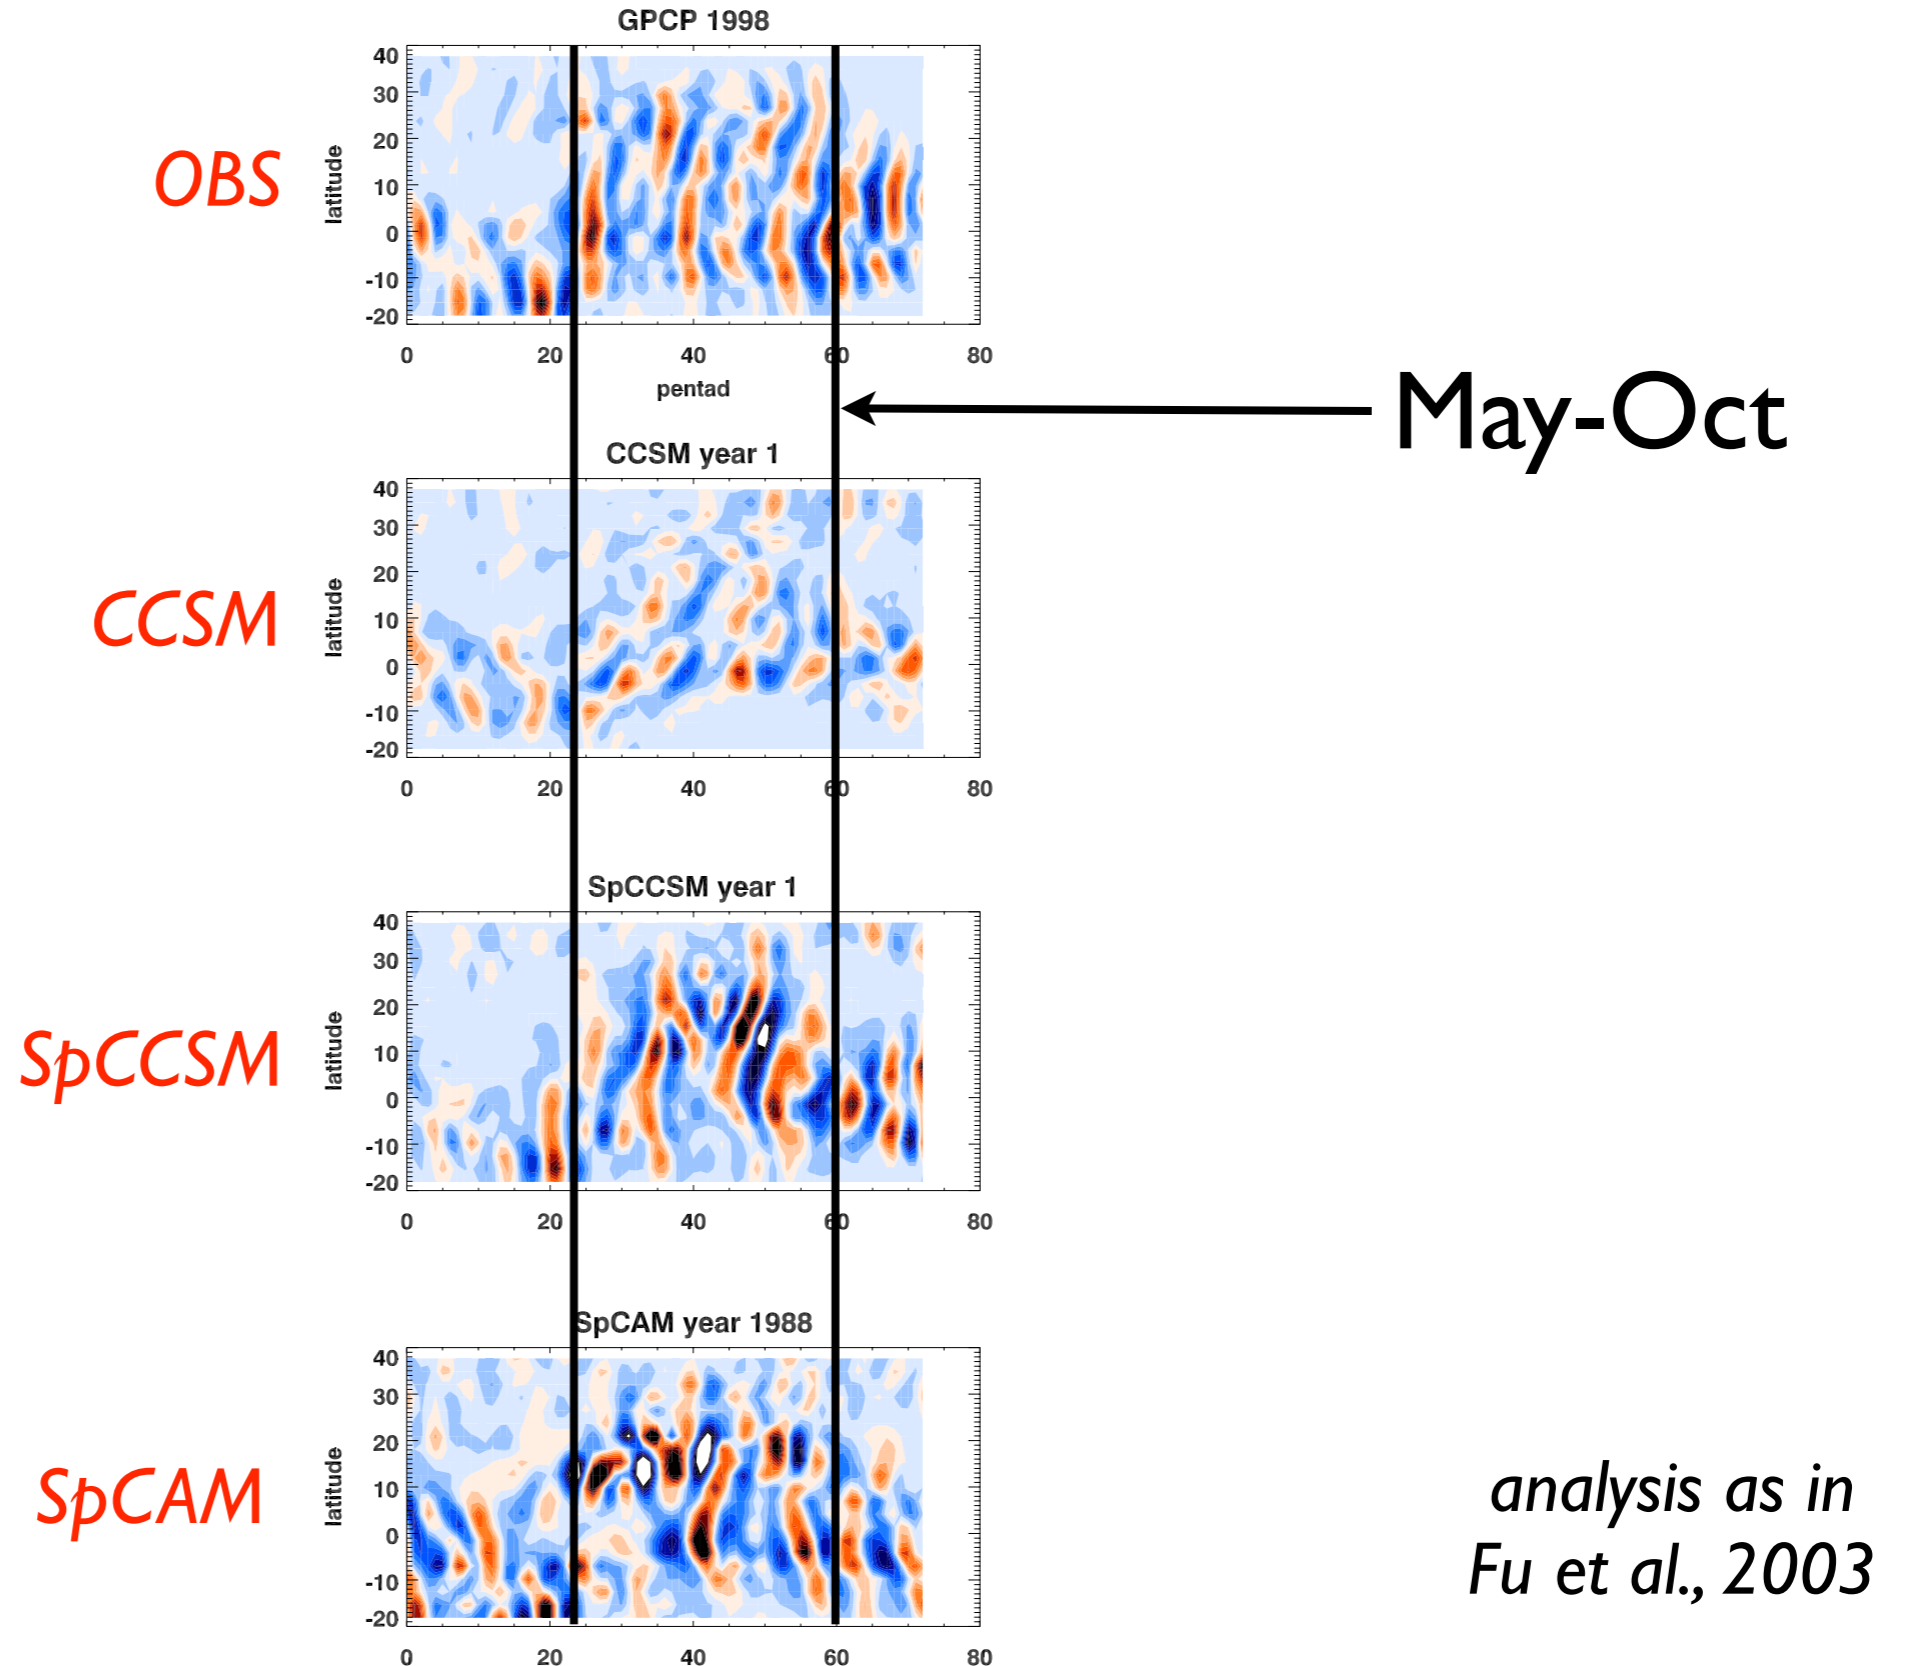 GPCP 1998
40
30
20
10
0
-10
-20
latitude
OBS
0 20 40 60 80
pentad
May-Oct
CCSM year 1
40
30
20
10
0
-10
-20
latitude
CCSM
0 20 40 60 80
SpCCSM year 1
40
30
20
10
0
-10
-20
latitude
SpCCSM
0 20 40 60 80
SpCAM year 1988
40
30
20
10
0
-10
-20
latitude
SpCAM
0 20 40 60 80
analysis as in
Fu et al., 2003